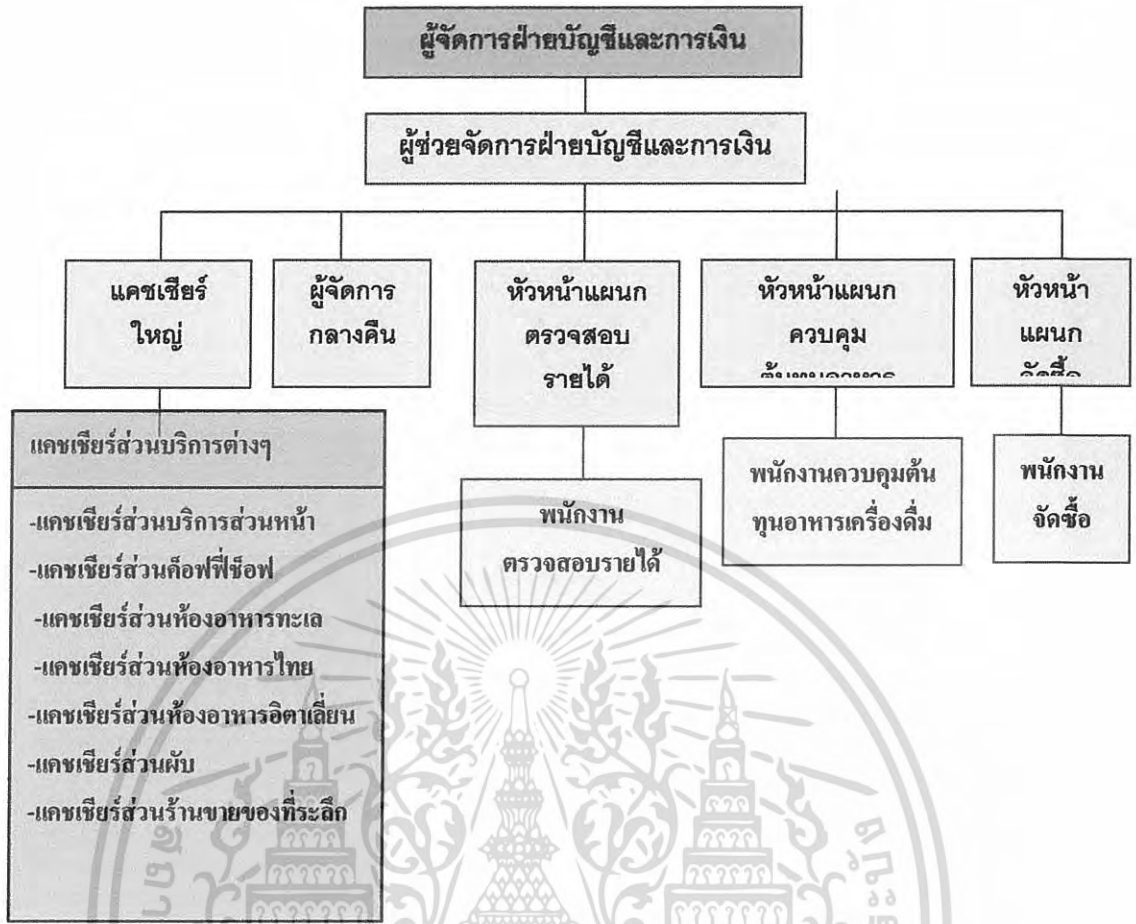 ผู้จัดการฝ่ายบัญชีและการเงิน
ผู้ช่วยจัดการฝ่ายบัญชีและการเงิน
แคชเชียร์
ใหญ่
ผู้จัดการ
กลางคืน
หัวหน้าแผนก
ตรวจสอบ
รายได้
หัวหน้าแผนก
ควบคุม
ต้นทุนอาหาร
หัวหน้า
แผนก
จัดซื้อ
แคชเชียร์ส่วนบริการต่างๆ
-แคชเชียร์ส่วนบริการส่วนหน้า
-แคชเชียร์ส่วนค็อฟฟี่ช็อฟ
-แคชเชียร์ส่วนห้องอาหารทะเล
-แคชเชียร์ส่วนห้องอาหารไทย
-แคชเชียร์ส่วนห้องอาหารอิตาเลี่ยน
-แคชเชียร์ส่วนผับ
-แคชเชียร์ส่วนร้านขายของที่ระลึก
พนักงาน
ตรวจสอบรายได้
พนักงานควบคุมต้น
ทุนอาหารเครื่องดื่ม
พนักงาน
จัดซื้อ